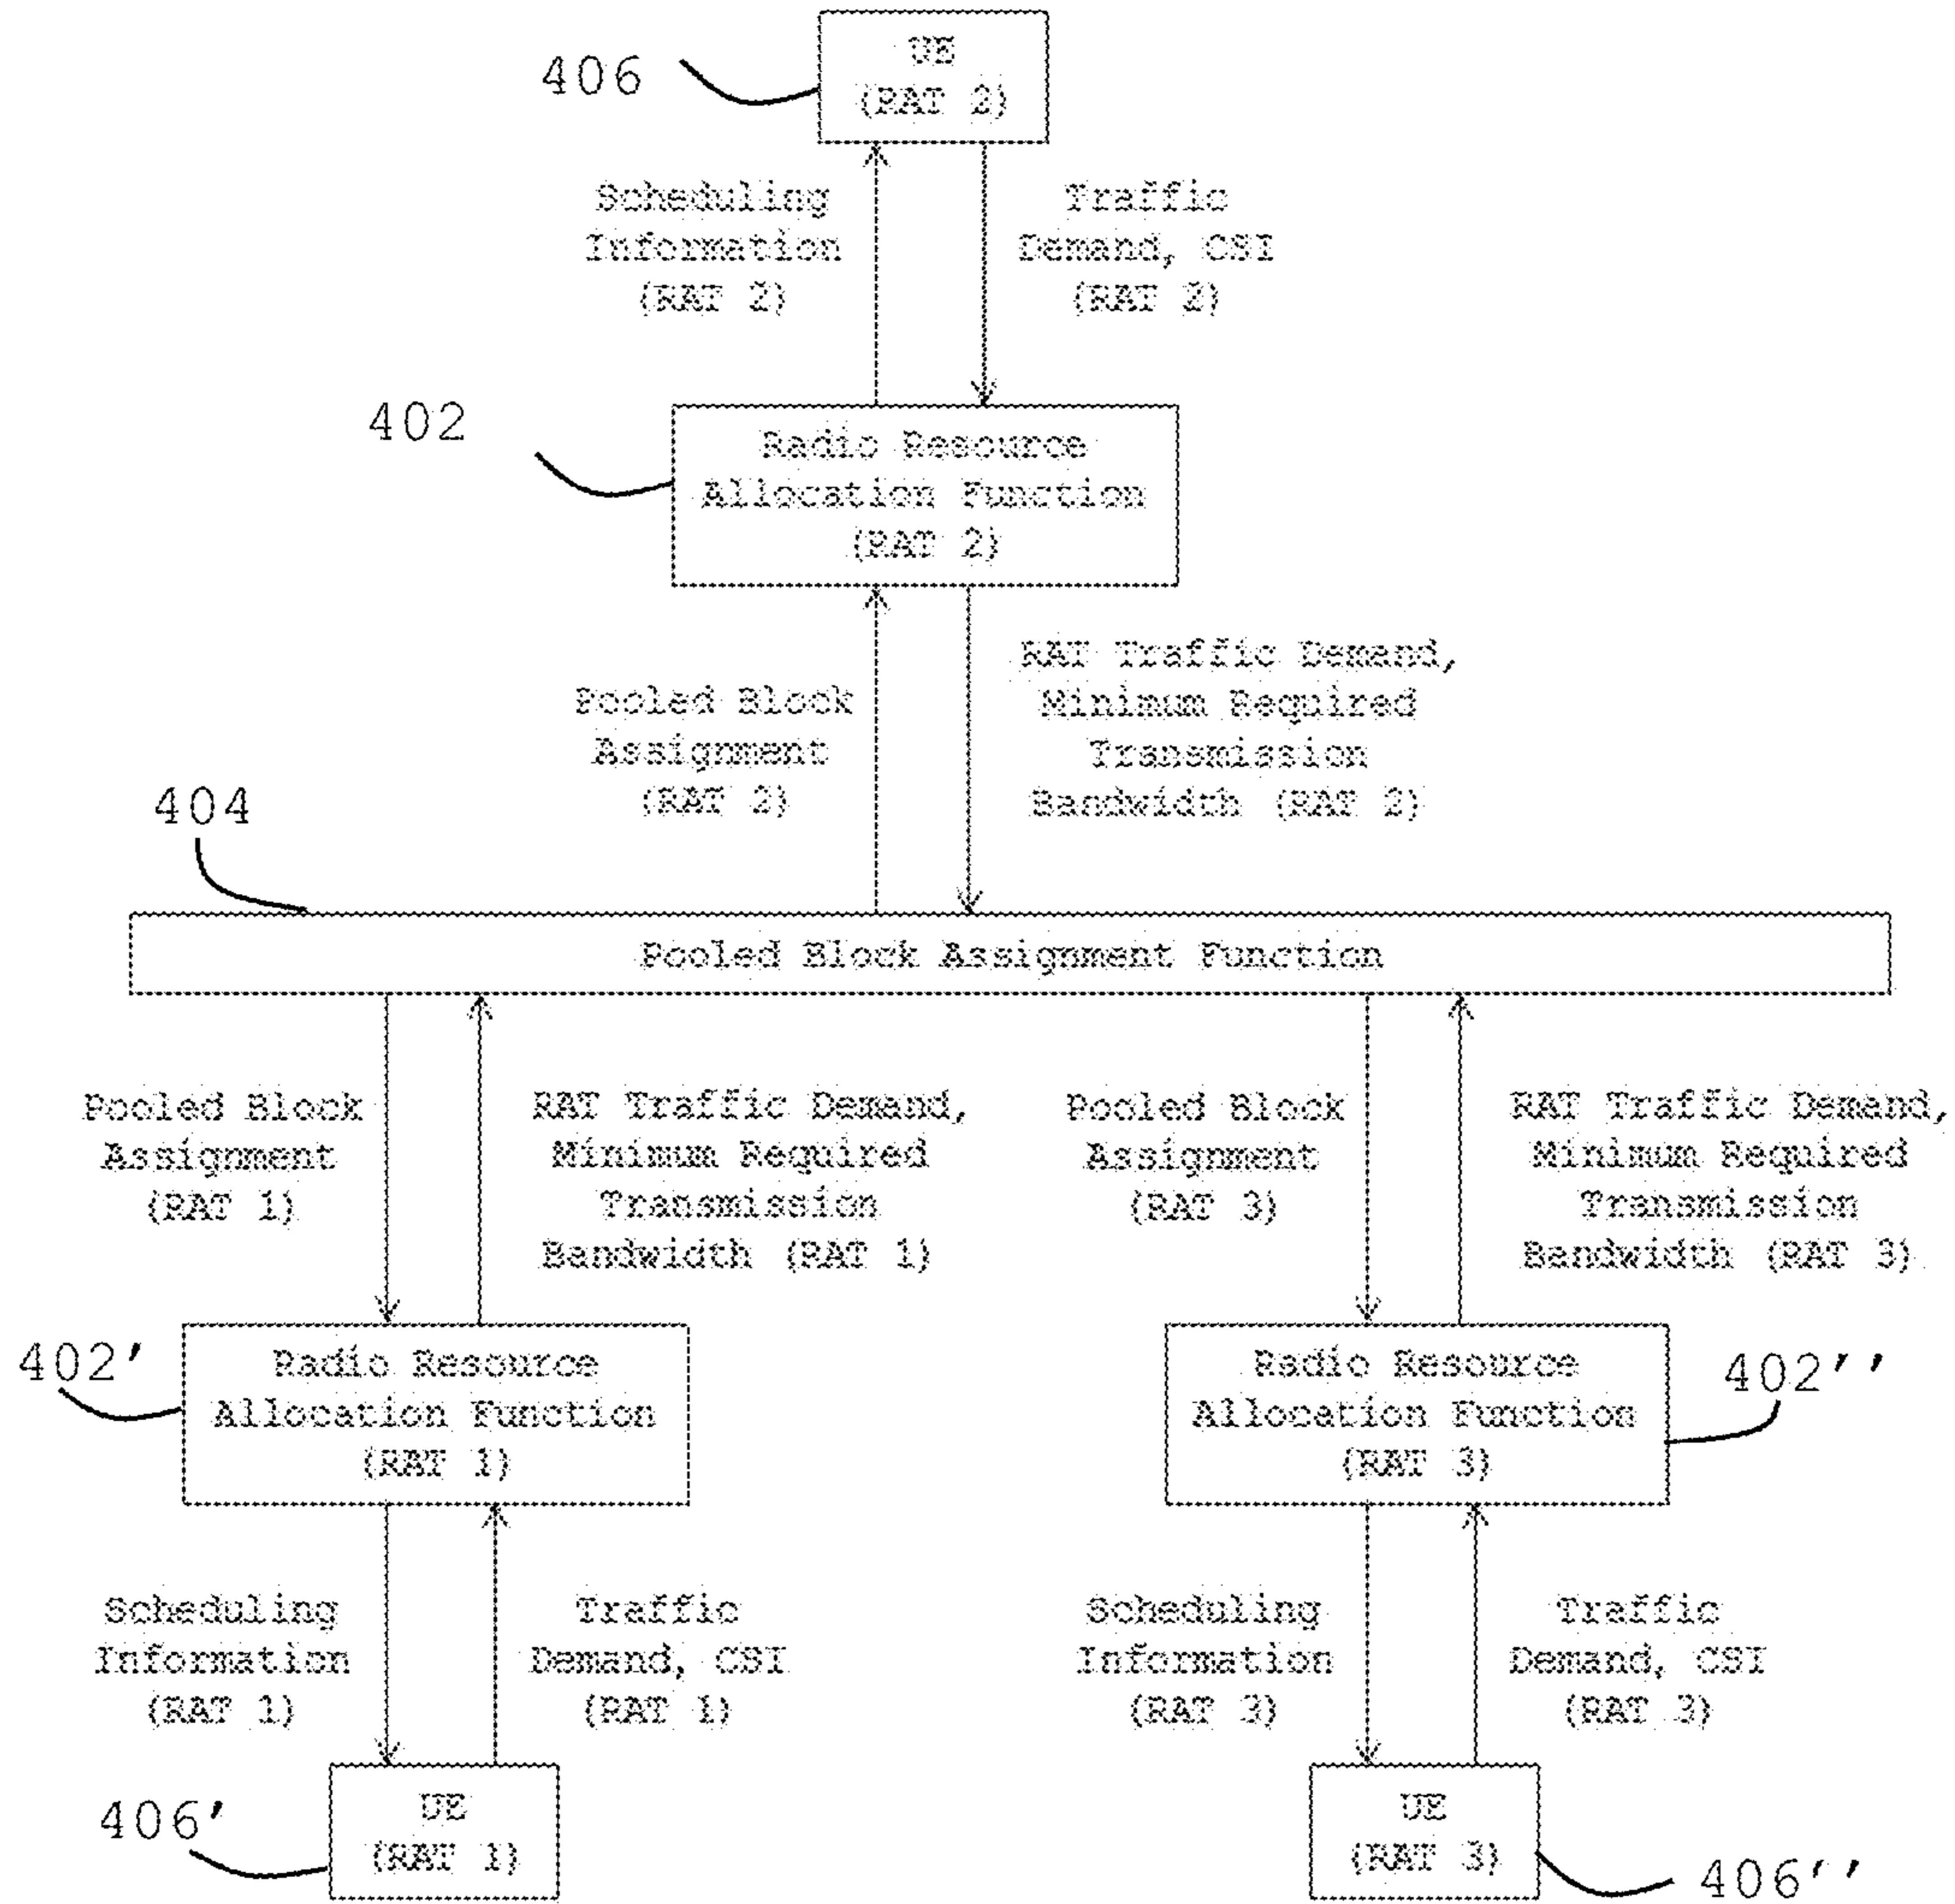 406
UE
(RAT 2)
Scheduling
Information
(RAT 2)
Traffic
Demand, CSI
(RAT 2)
402
Radio Resource
Allocation Function
(RAT 2)
Pooled Block
Assignment
(RAT 2)
RAT Traffic Demand,
Minimum Required
Transmission
Bandwidth (RAT 2)
404
Pooled Block Assignment Function
Pooled Block
Assignment
(RAT 1)
RAT Traffic Demand,
Minimum Required
Transmission
Bandwidth (RAT 1)
Pooled Block
Assignment
(RAT 3)
RAT Traffic Demand,
Minimum Required
Transmission
Bandwidth (RAT 3)
402'
Radio Resource
Allocation Function
(RAT 1)
Radio Resource
Allocation Function
(RAT 3)
402''
Scheduling
Information
(RAT 1)
Traffic
Demand, CSI
(RAT 1)
Scheduling
Information
(RAT 3)
Traffic
Demand, CSI
(RAT 3)
406'
UE
(RAT 1)
UE
(RAT 3)
406''